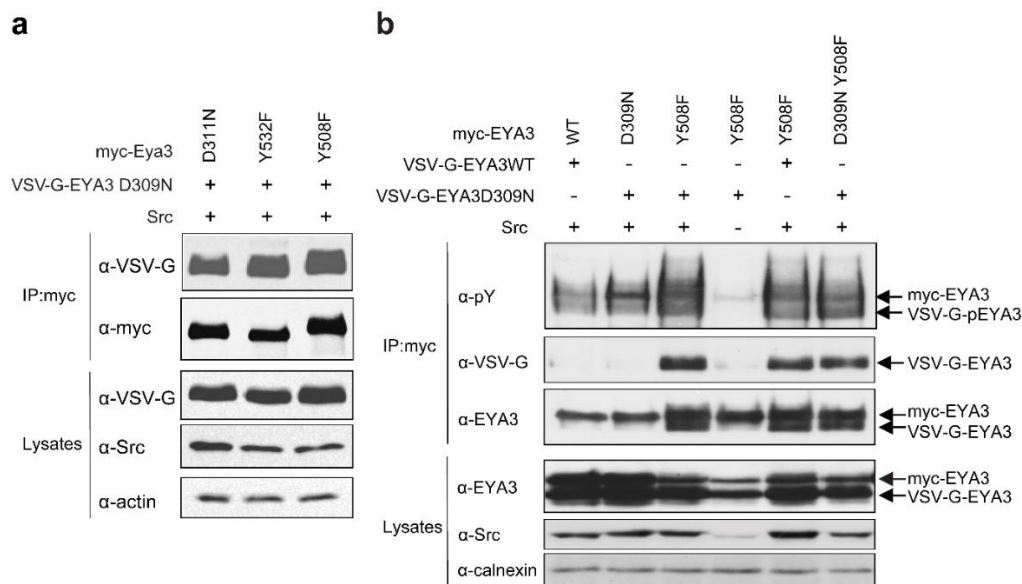 a
myc-Eya3 D311N Y532F Y508F
VSV-G-EYA3 D309N + + +
Src + + +
IP:myc
α-VSV-G
α-myc
Lysates
α-VSV-G
α-Src
α-actin
b
myc-EYA3 WT D309N Y508F Y508F Y508F D309N Y508F
VSV-G-EYA3WT + - - - + -
VSV-G-EYA3D309N - + + + - +
Src + + + - + +
IP:myc
α-pY myc-EYA3
VSV-G-pEYA3
α-VSV-G VSV-G-EYA3
α-EYA3 myc-EYA3
VSV-G-EYA3
Lysates
α-EYA3 myc-EYA3
VSV-G-EYA3
α-Src
α-calnexin